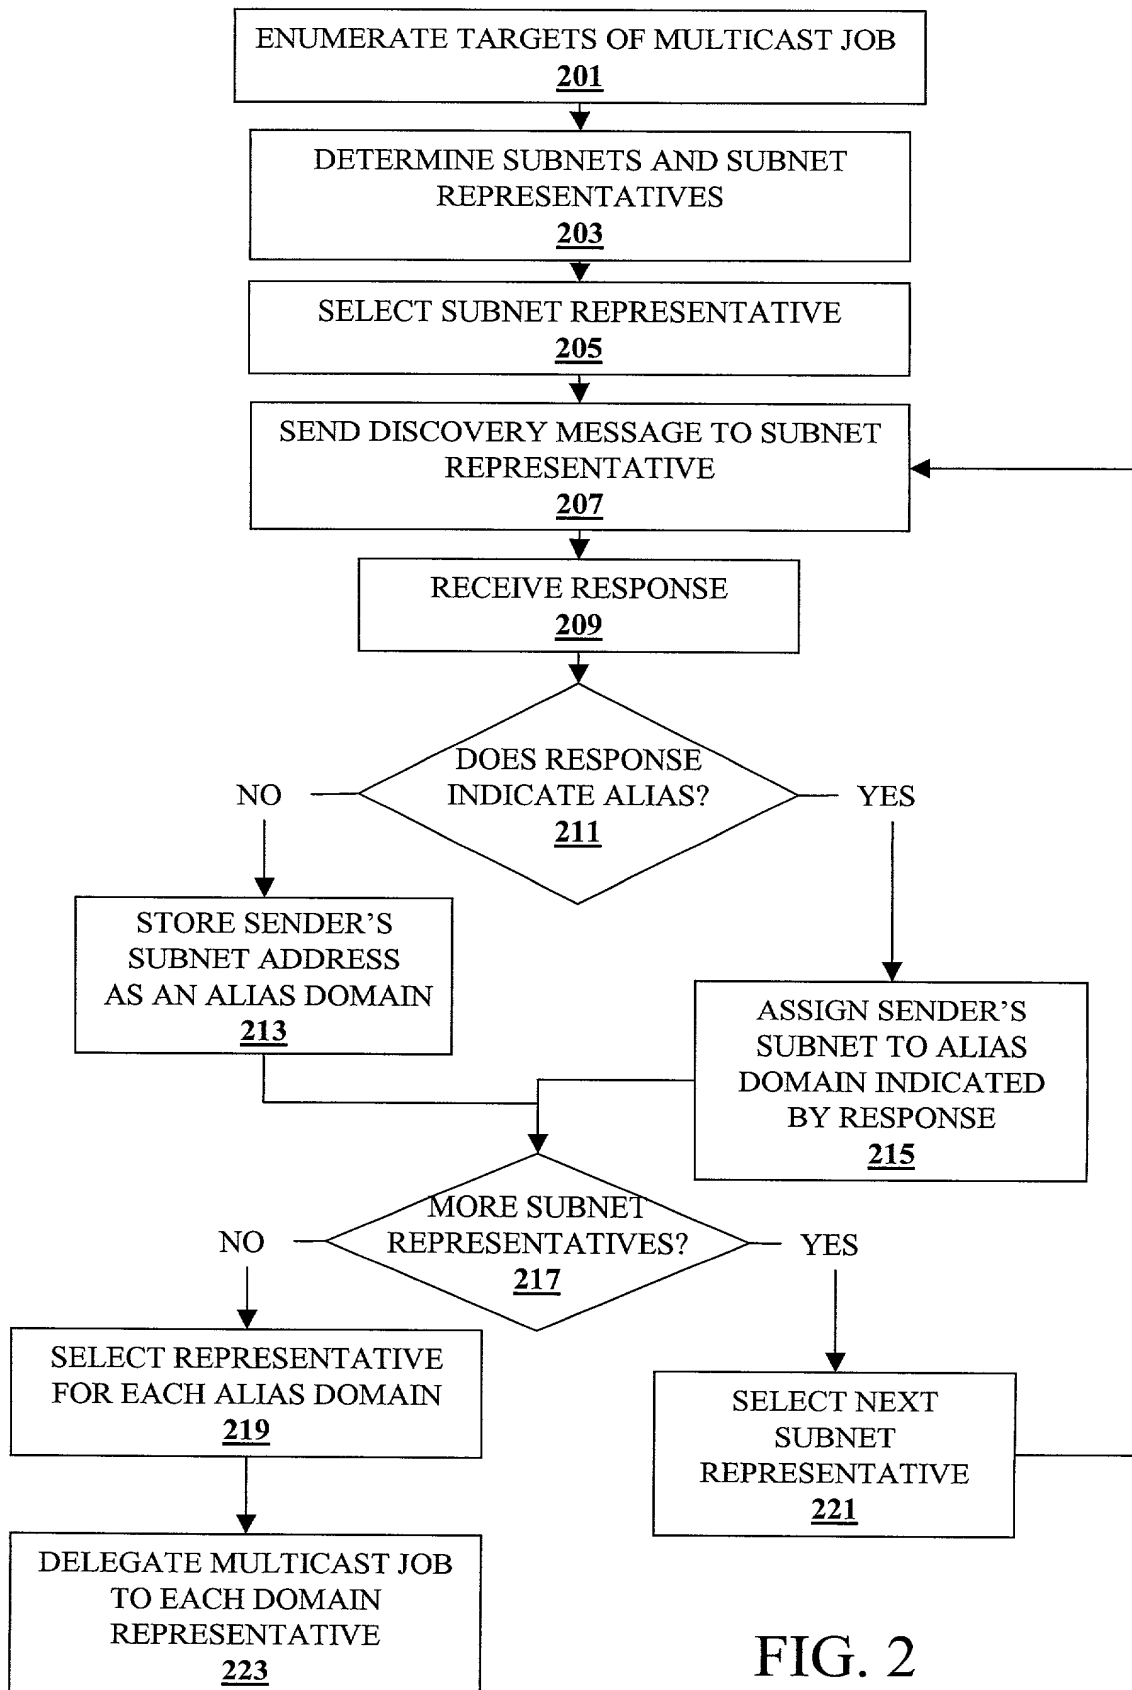 ENUMERATE TARGETS OF MULTICAST JOB
201
DETERMINE SUBNETS AND SUBNET
REPRESENTATIVES
203
SELECT SUBNET REPRESENTATIVE
205
SEND DISCOVERY MESSAGE TO SUBNET
REPRESENTATIVE
207
RECEIVE RESPONSE
209
DOES RESPONSE
INDICATE ALIAS?
211
NO
YES
STORE SENDER'S
SUBNET ADDRESS
AS AN ALIAS DOMAIN
213
ASSIGN SENDER'S
SUBNET TO ALIAS
DOMAIN INDICATED
BY RESPONSE
215
MORE SUBNET
REPRESENTATIVES?
217
NO
YES
SELECT REPRESENTATIVE
FOR EACH ALIAS DOMAIN
219
SELECT NEXT
SUBNET
REPRESENTATIVE
221
DELEGATE MULTICAST JOB
TO EACH DOMAIN
REPRESENTATIVE
223
FIG. 2